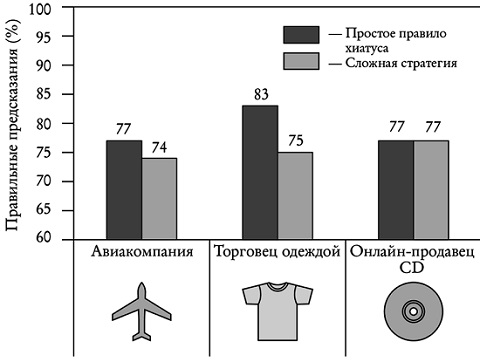 Правильные предсказания (%)
100
95
90
85
80
75
70
65
60
— Простое правило
хиатуса
— Сложная стратегия
77
74
83
75
77
77
Авиакомпания
Торговец одеждой
Онлайн-продавец
CD